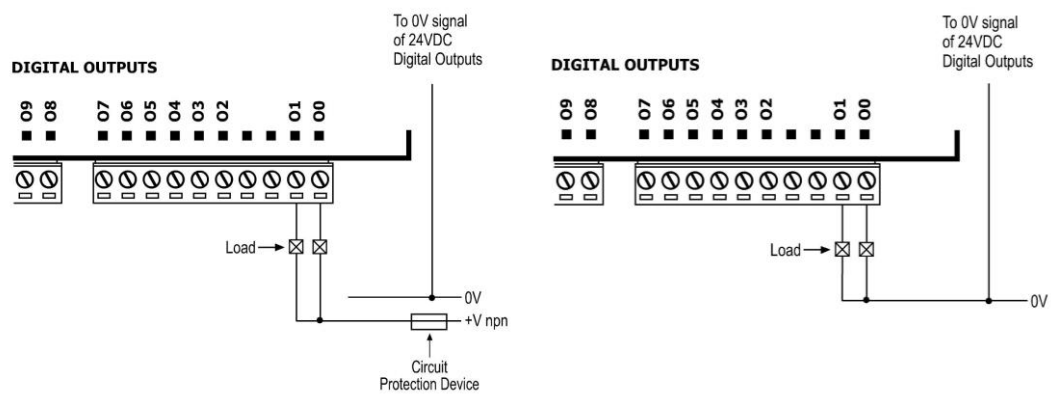 To 0V signal
of 24VDC
Digital Outputs
DIGITAL OUTPUTS
O9 O8 O7 O6 O5 O4 O3 O2 O1 O0
Load
0V
+V npn
Circuit
Protection Device
To 0V signal
of 24VDC
Digital Outputs
DIGITAL OUTPUTS
O9 O8 O7 O6 O5 O4 O3 O2 O1 O0
Load
0V